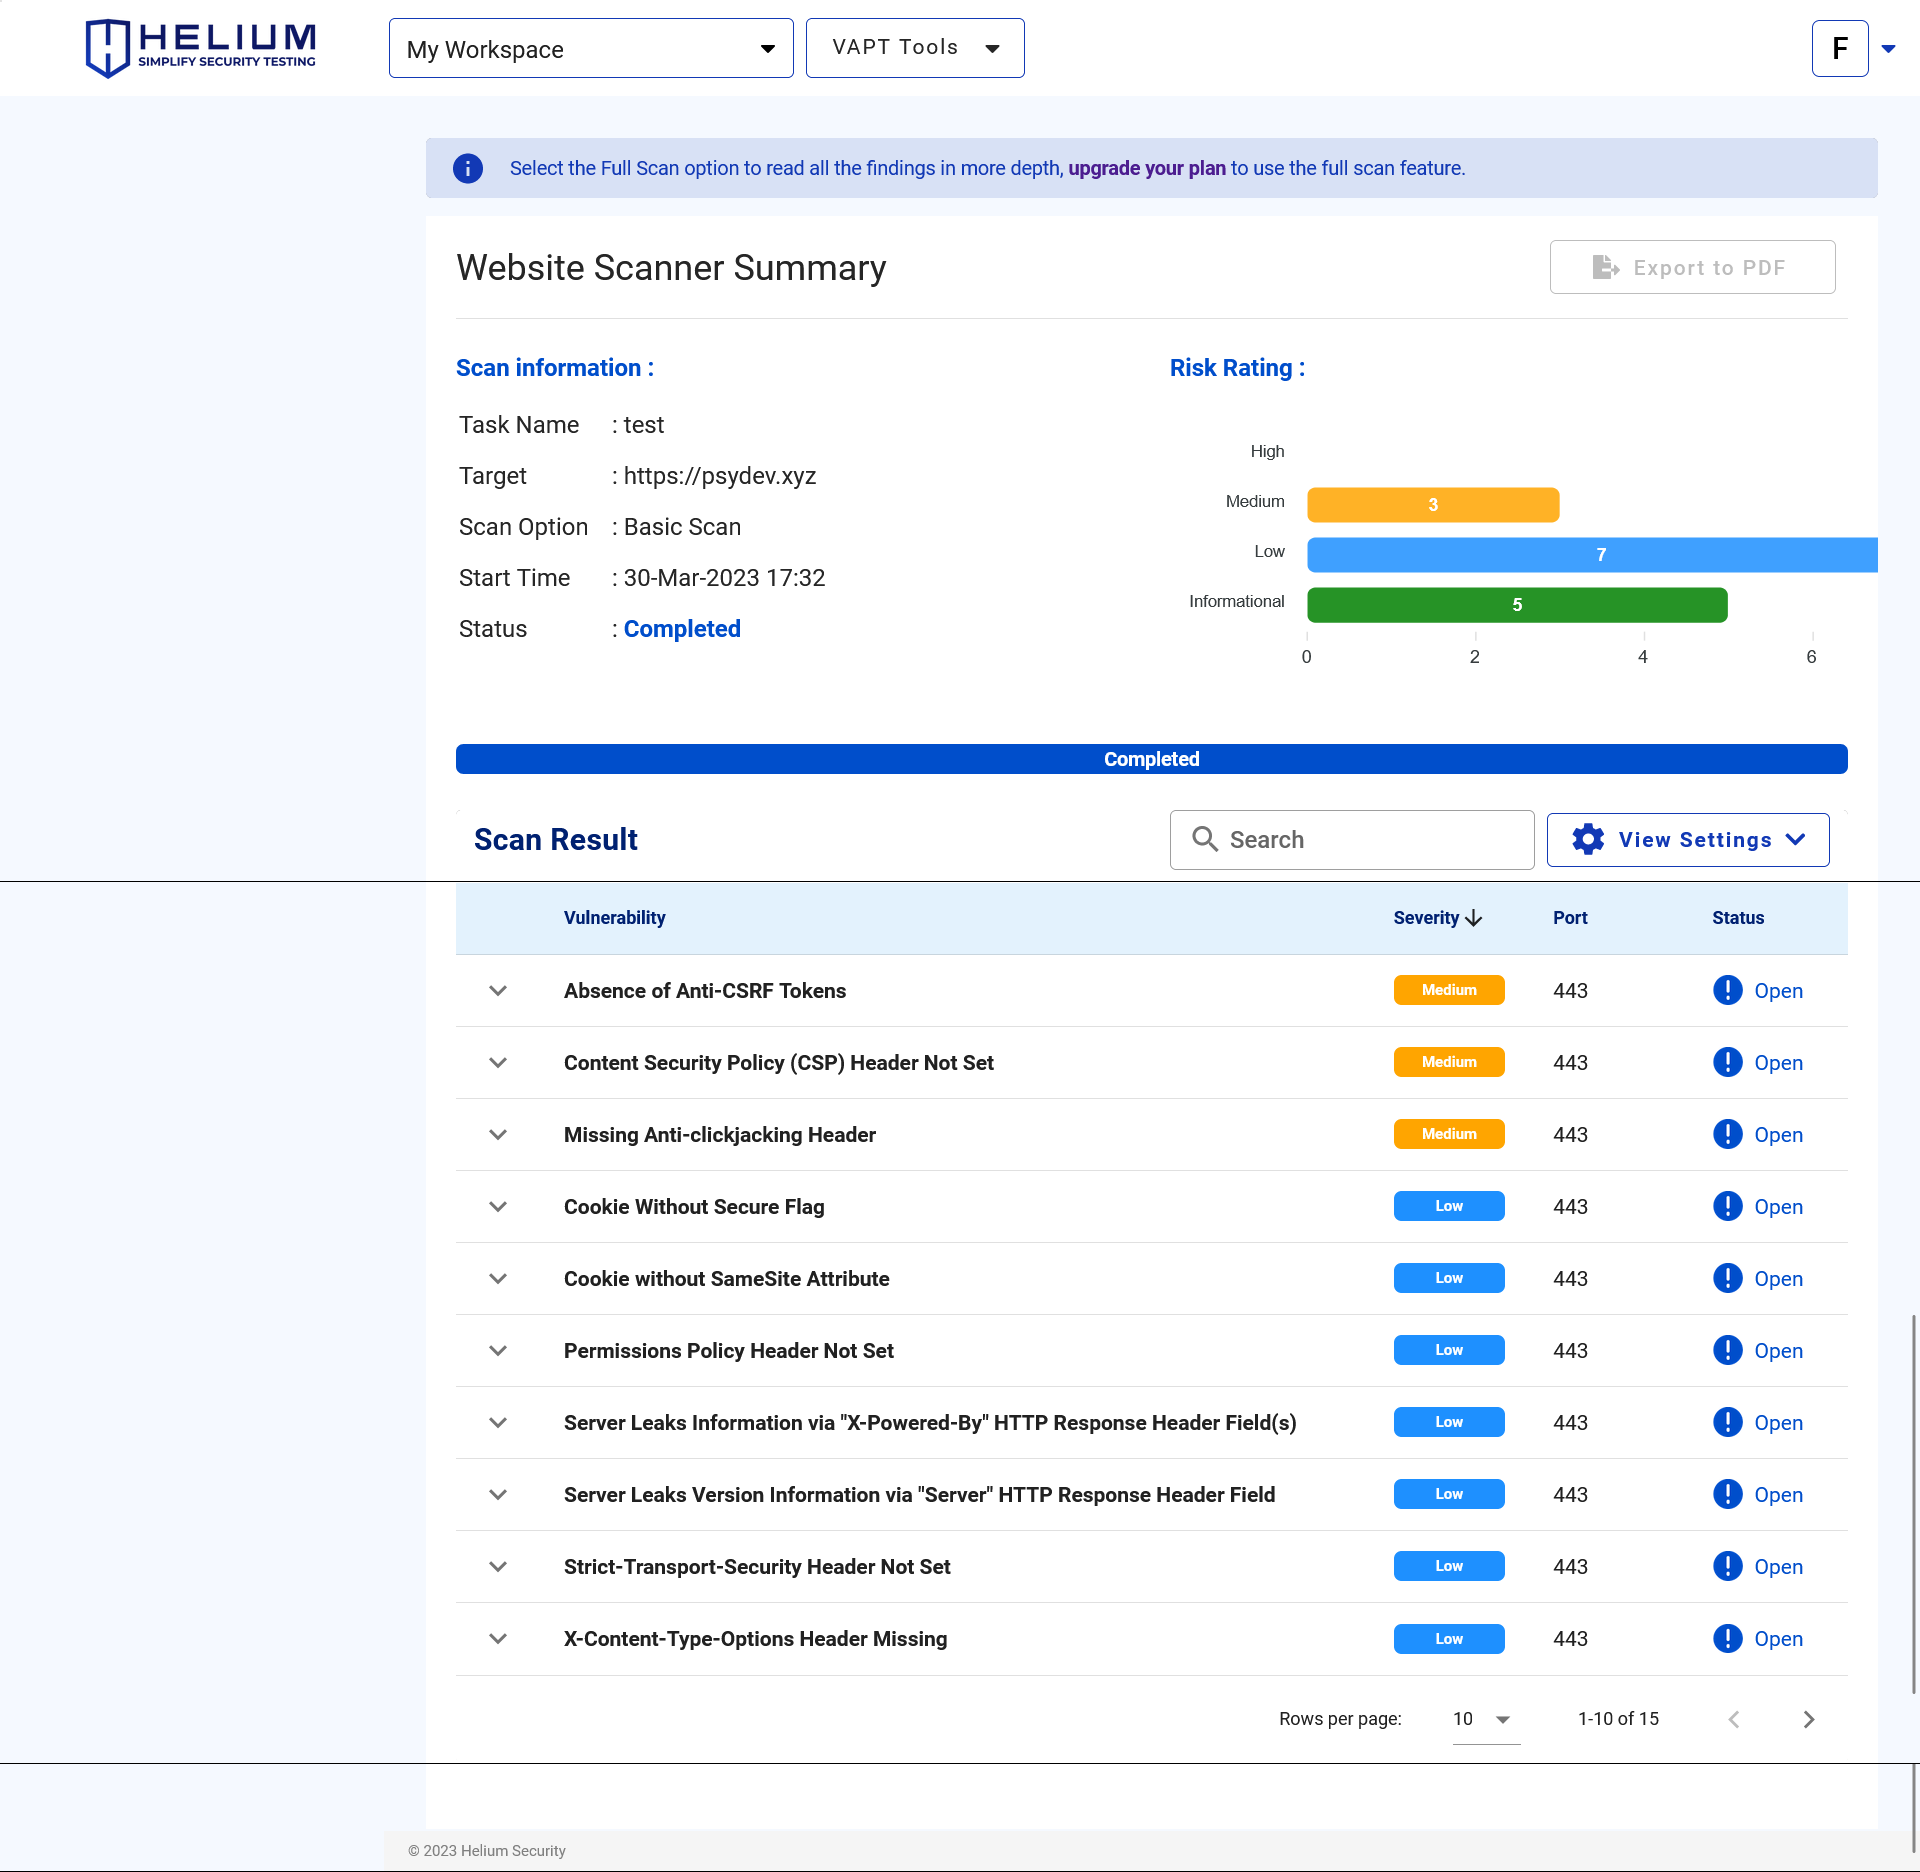 HELIUM
SIMPLIFY SECURITY TESTING
My Workspace
VAPT Tools
F
Select the Full Scan option to read all the findings in more depth, upgrade your plan to use the full scan feature.
Website Scanner Summary
Export to PDF
Scan information :
Task Name : test
Target : https://psydev.xyz
Scan Option : Basic Scan
Start Time : 30-Mar-2023 17:32
Status : Completed
Risk Rating :
High
Medium 3
Low 7
Informational 5
0 2 4 6
Completed
Scan Result
Search
View Settings
Vulnerability Severity Port Status
Absence of Anti-CSRF Tokens Medium 443 Open
Content Security Policy (CSP) Header Not Set Medium 443 Open
Missing Anti-clickjacking Header Medium 443 Open
Cookie Without Secure Flag Low 443 Open
Cookie without SameSite Attribute Low 443 Open
Permissions Policy Header Not Set Low 443 Open
Server Leaks Information via "X-Powered-By" HTTP Response Header Field(s) Low 443 Open
Server Leaks Version Information via "Server" HTTP Response Header Field Low 443 Open
Strict-Transport-Security Header Not Set Low 443 Open
X-Content-Type-Options Header Missing Low 443 Open
Rows per page: 10 1-10 of 15
© 2023 Helium Security